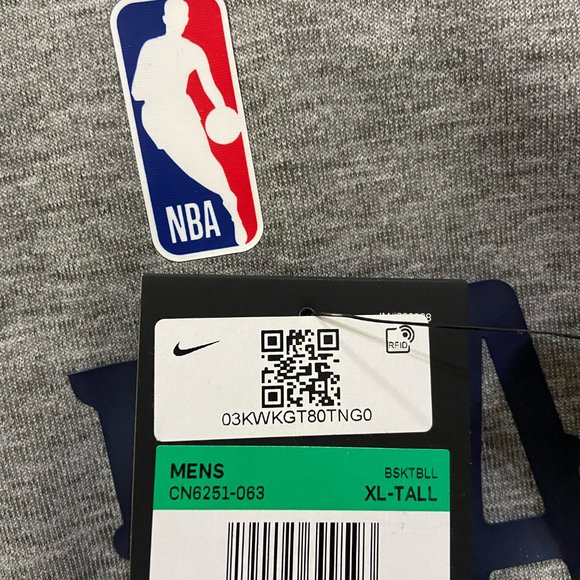 NBA
RFID
03KWKGT80TNG0
MENS BSKTBLL
CN6251-063 XL-TALL